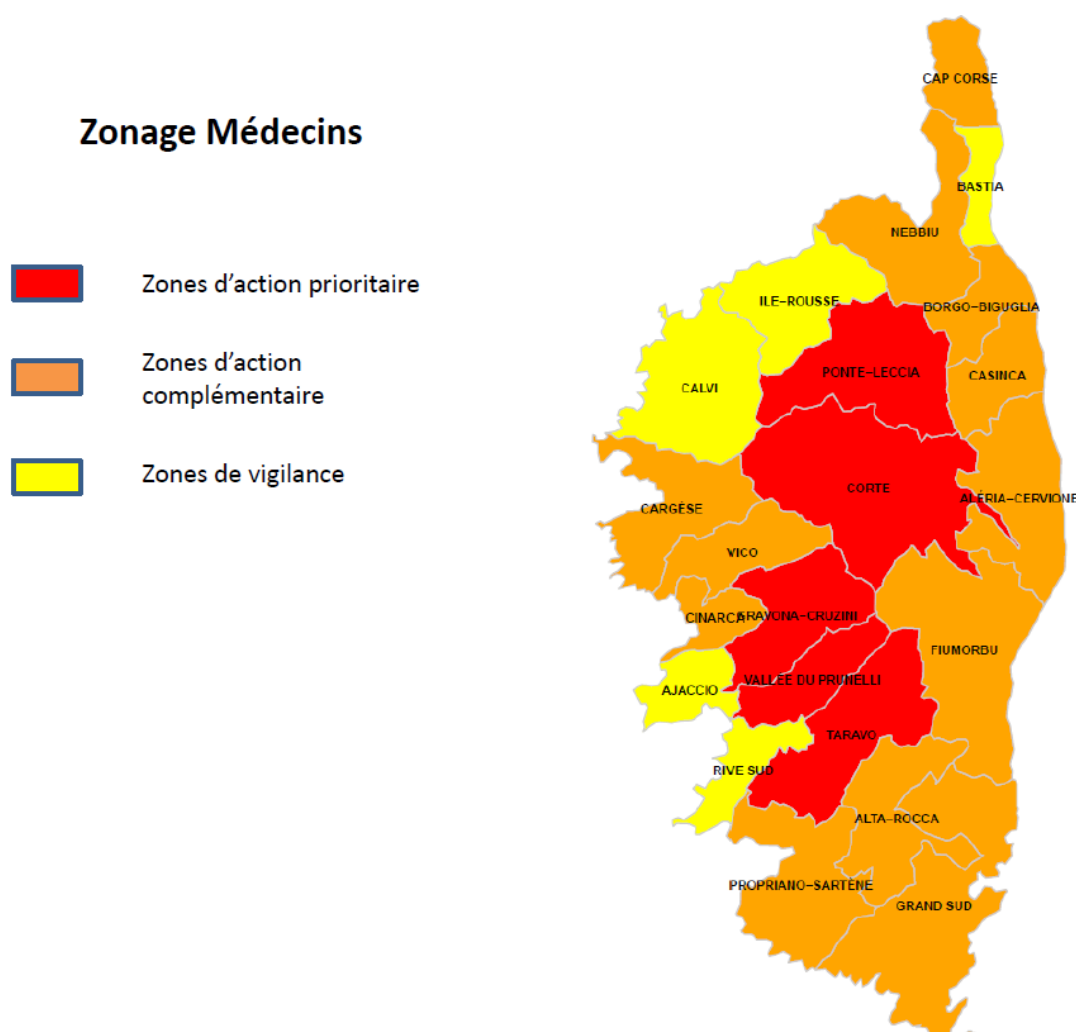 Zonage Médecins
Zones d'action prioritaire
Zones d'action
complémentaire
Zones de vigilance
CAP CORSE
BASTIA
NEBBIU
ILE–ROUSSE
BORGO–BIGUGLIA
PONTE–LECCIA
CASINCA
CALVI
CORTE
ALÉRIA–CERVIONE
CARGÈSE
VICO
CINARCA
GRAVONA–CRUZINI
FIUMORBU
VALLÉE DU PRUNELLI
AJACCIO
TARAVO
RIVE SUD
ALTA–ROCCA
PROPRIANO–SARTÈNE
GRAND SUD